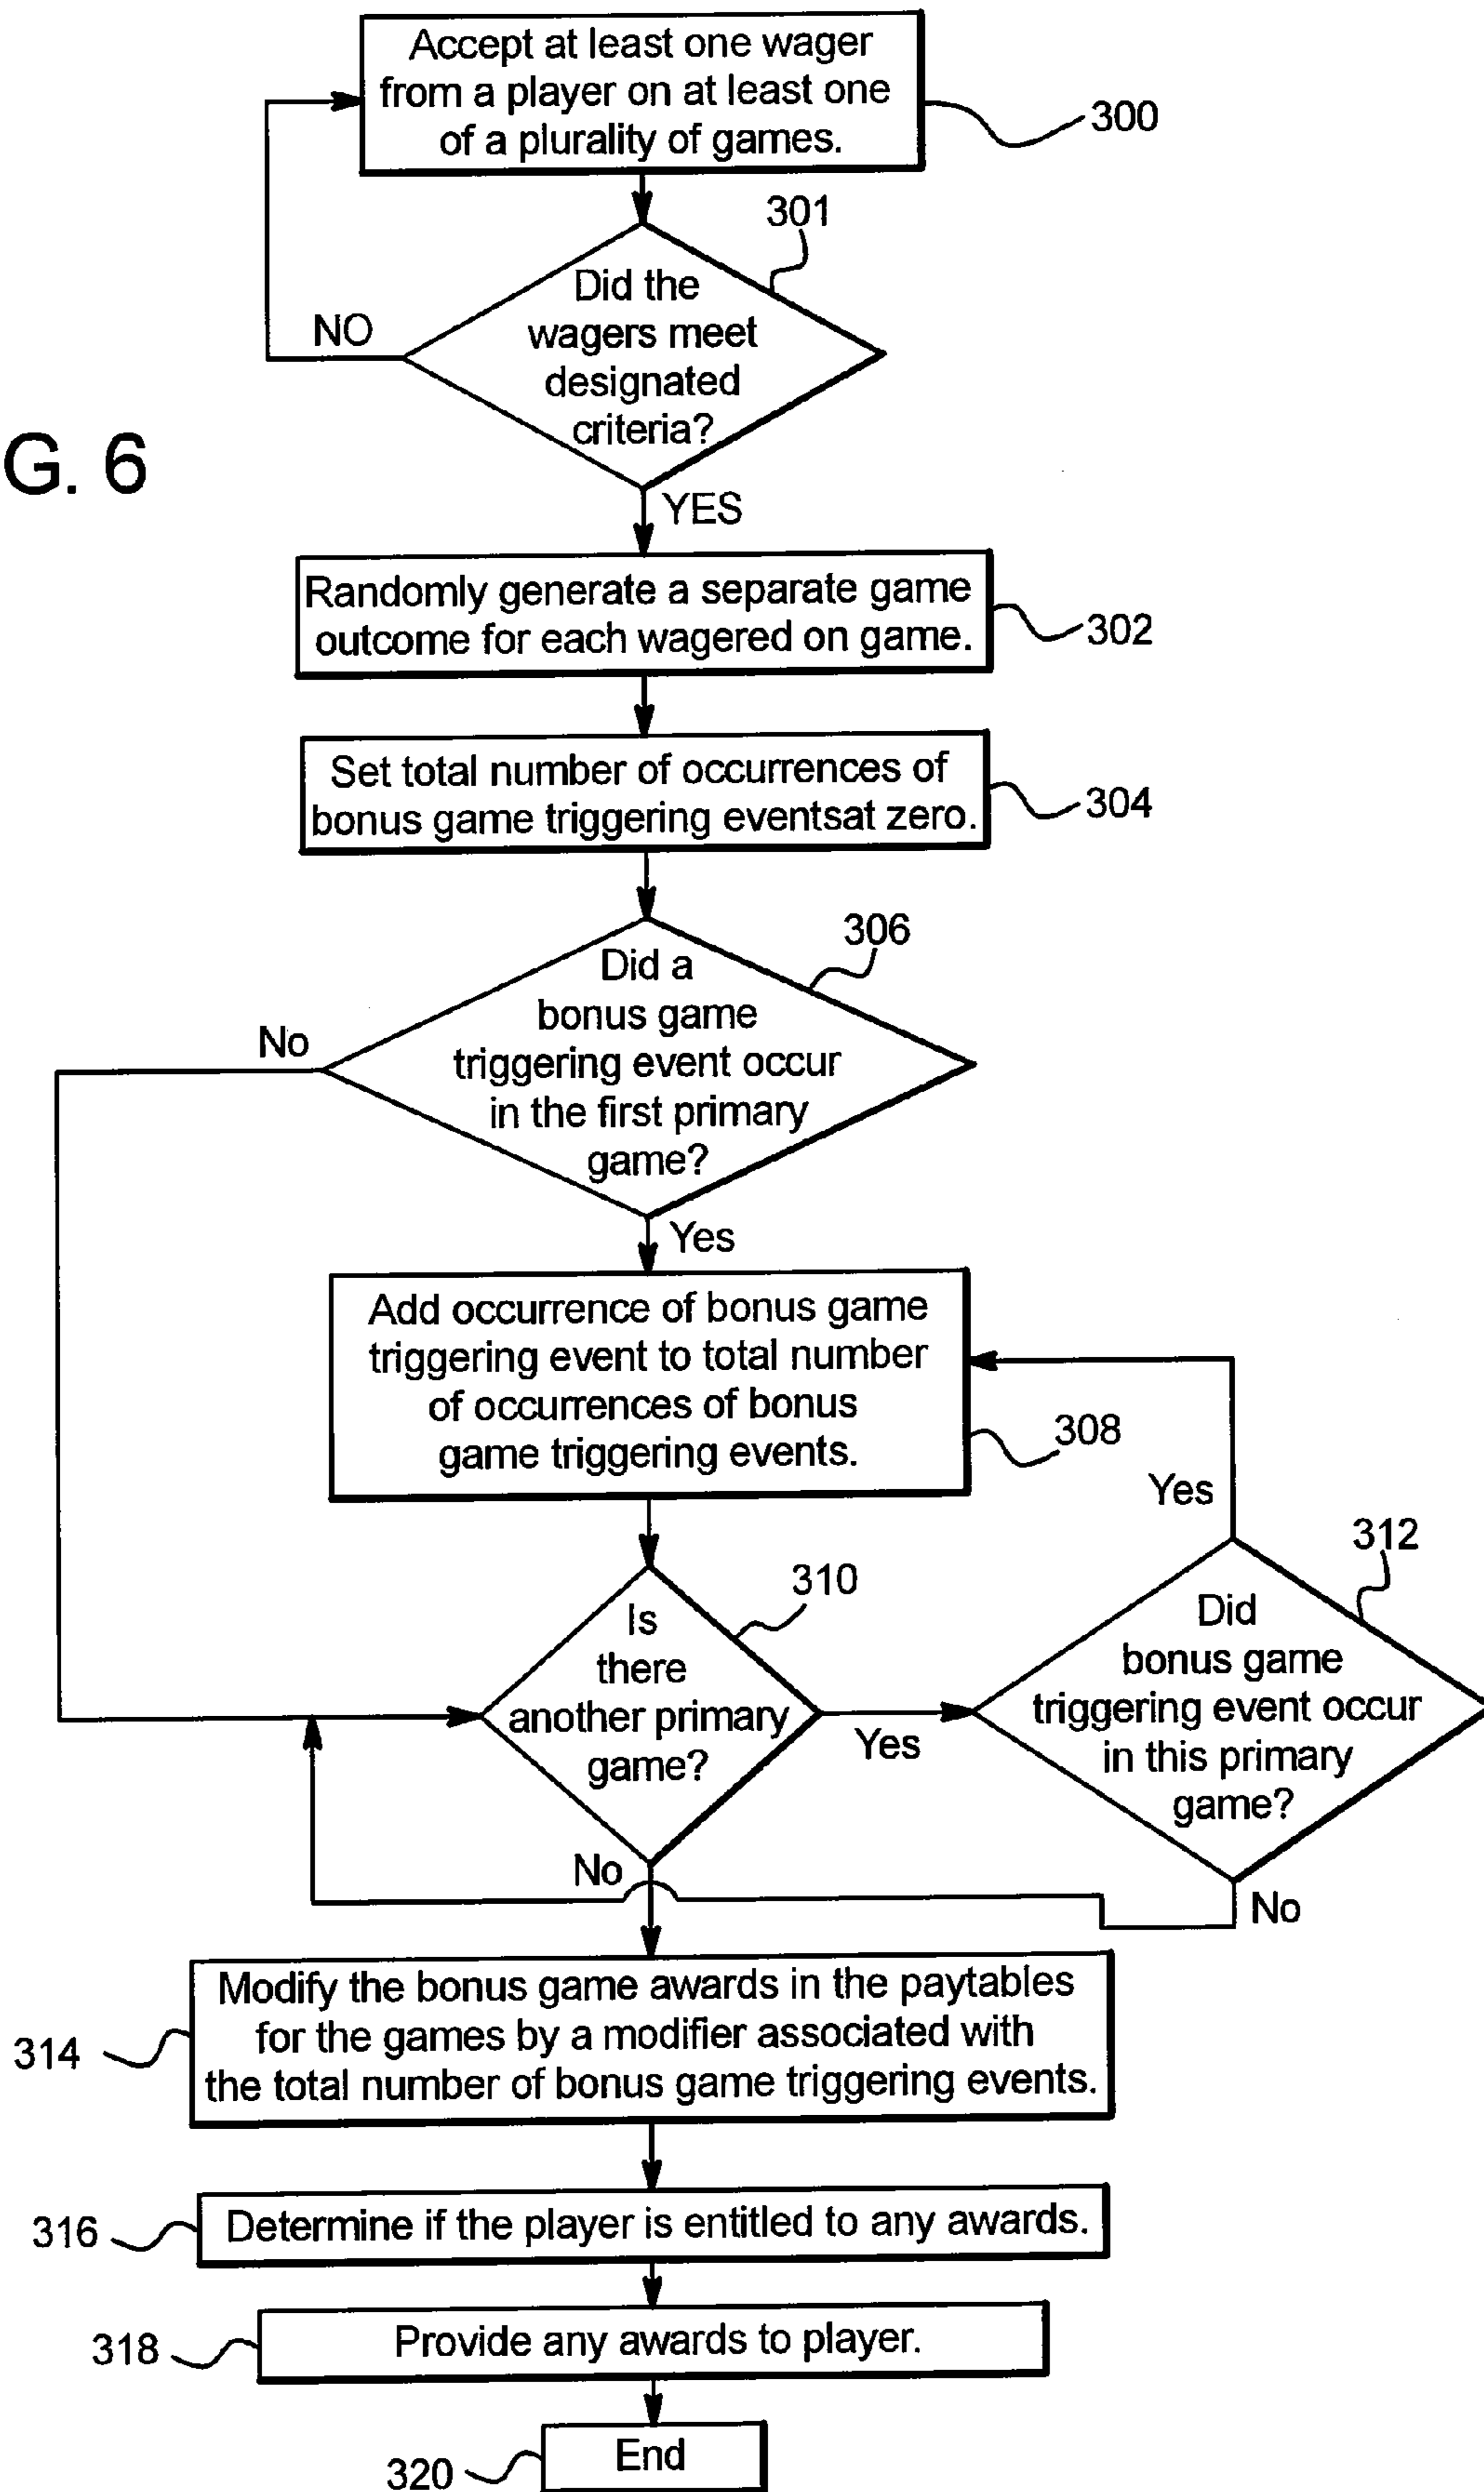 Accept at least one wager
from a player on at least one
of a plurality of games.
300
301
Did the
wagers meet
designated
criteria?
NO
G. 6
YES
Randomly generate a separate game
outcome for each wagered on game.
302
Set total number of occurrences of
bonus game triggering eventsat zero.
304
306
Did a
bonus game
triggering event occur
in the first primary
game?
No
Yes
Add occurrence of bonus game
triggering event to total number
of occurrences of bonus
game triggering events.
308
Yes
312
310
Is
there
another primary
game?
Yes
Did
bonus game
triggering event occur
in this primary
game?
No
No
Modify the bonus game awards in the paytables
for the games by a modifier associated with
the total number of bonus game triggering events.
314
316
Determine if the player is entitled to any awards.
318
Provide any awards to player.
End
320